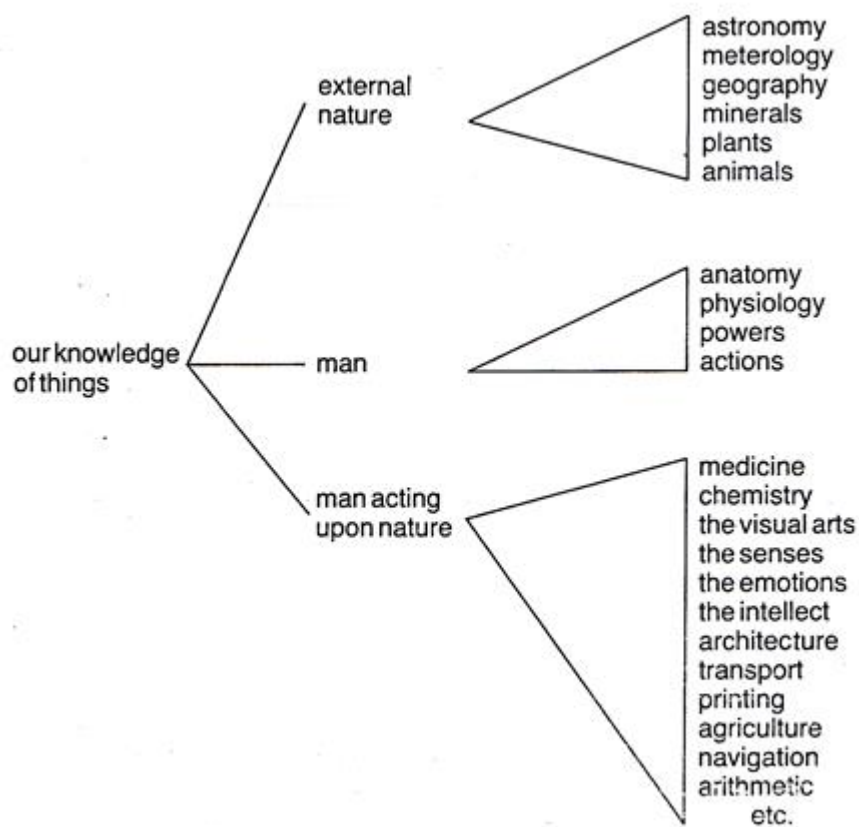 our knowledge
of things
external
nature
astronomy
meterology
geography
minerals
plants
animals
man
anatomy
physiology
powers
actions
man acting
upon nature
medicine
chemistry
the visual arts
the senses
the emotions
the intellect
architecture
transport
printing
agriculture
navigation
arithmetic
etc.